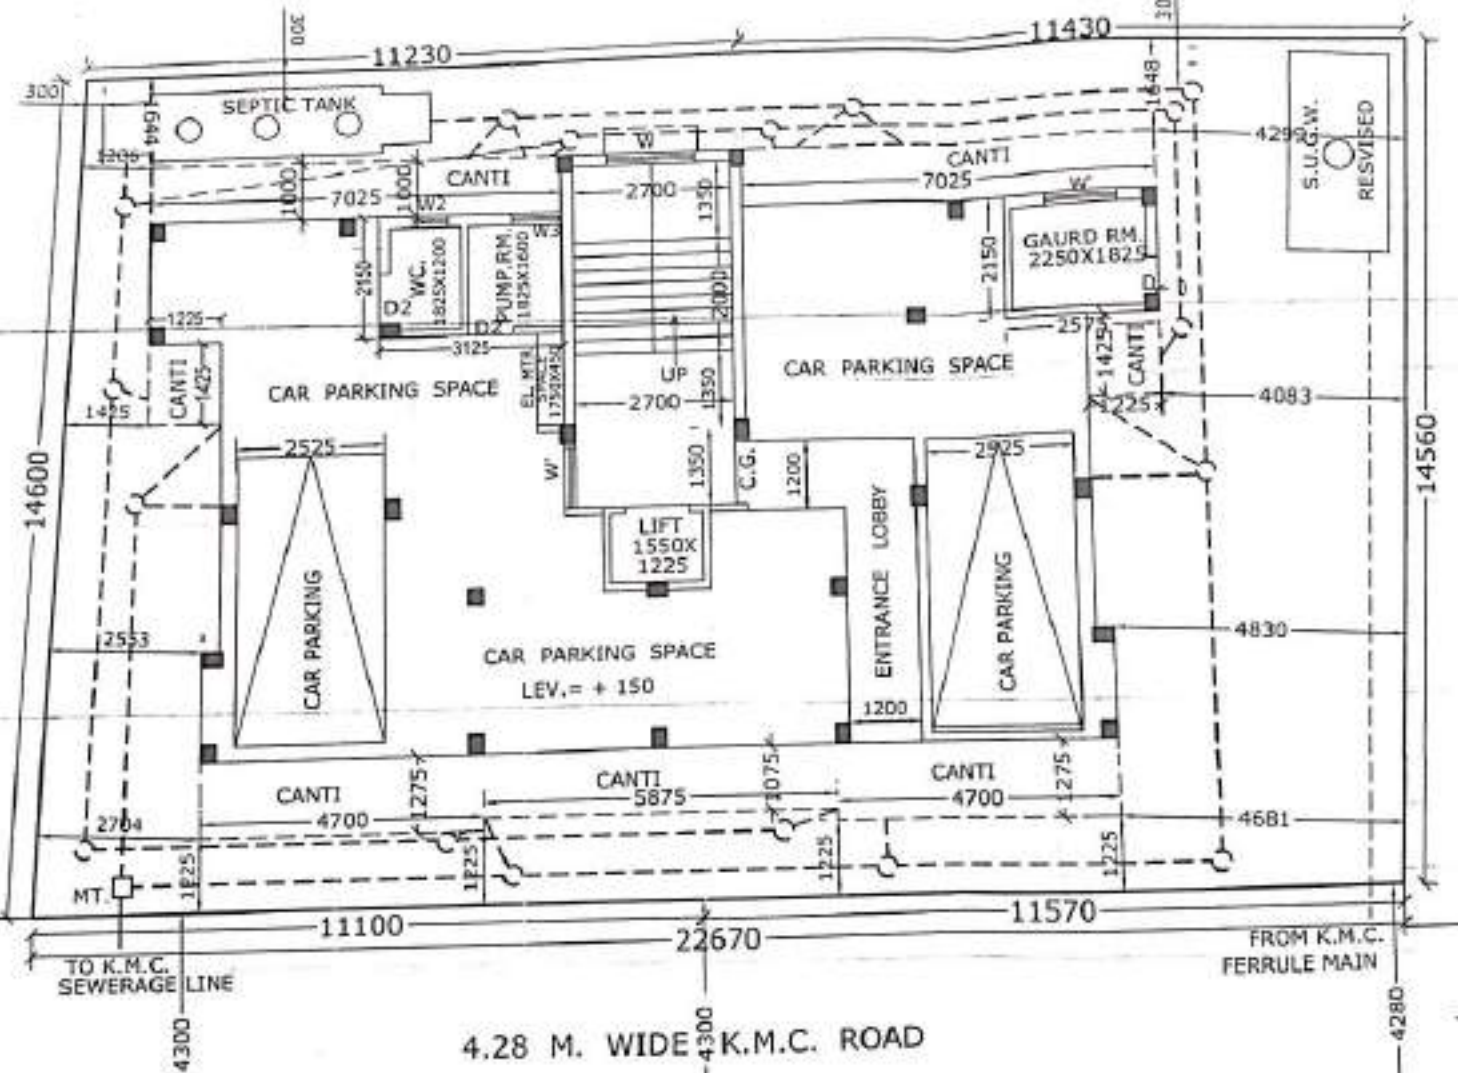 300
30
11230
11430
300
SEPTIC TANK
644
1648
4295
S.U.G.W.
RESVISED
1205
W
CANTI
CANTI
7025
1000
1000
2700
1350
7025
W'
W2
W3
GAURD RM.
2250X1825
2150
WC.
1825X1200
PUMP.RM.
1825X1600
2150
2000
D2
D2
D
1225
3125
2575
1425
CANTI
CANTI
1425
CAR PARKING SPACE
EL. MTR.
SPACE
1750X450
UP
1350
2700
CAR PARKING SPACE
1225
4083
1425
14600
14560
2525
2925
W'
1350
C.G.
1200
LIFT
1550X
1225
ENTRANCE LOBBY
CAR PARKING
CAR PARKING
2553
4830
CAR PARKING SPACE
LEV.= + 150
1200
CANTI
1275
CANTI
5875
1075
CANTI
4700
1275
2704
4700
4681
1225
1225
1225
1225
MT.
11100
11570
22670
TO K.M.C.
SEWERAGE LINE
FROM K.M.C.
FERRULE MAIN
4300
4300
4280
4.28 M. WIDE K.M.C. ROAD